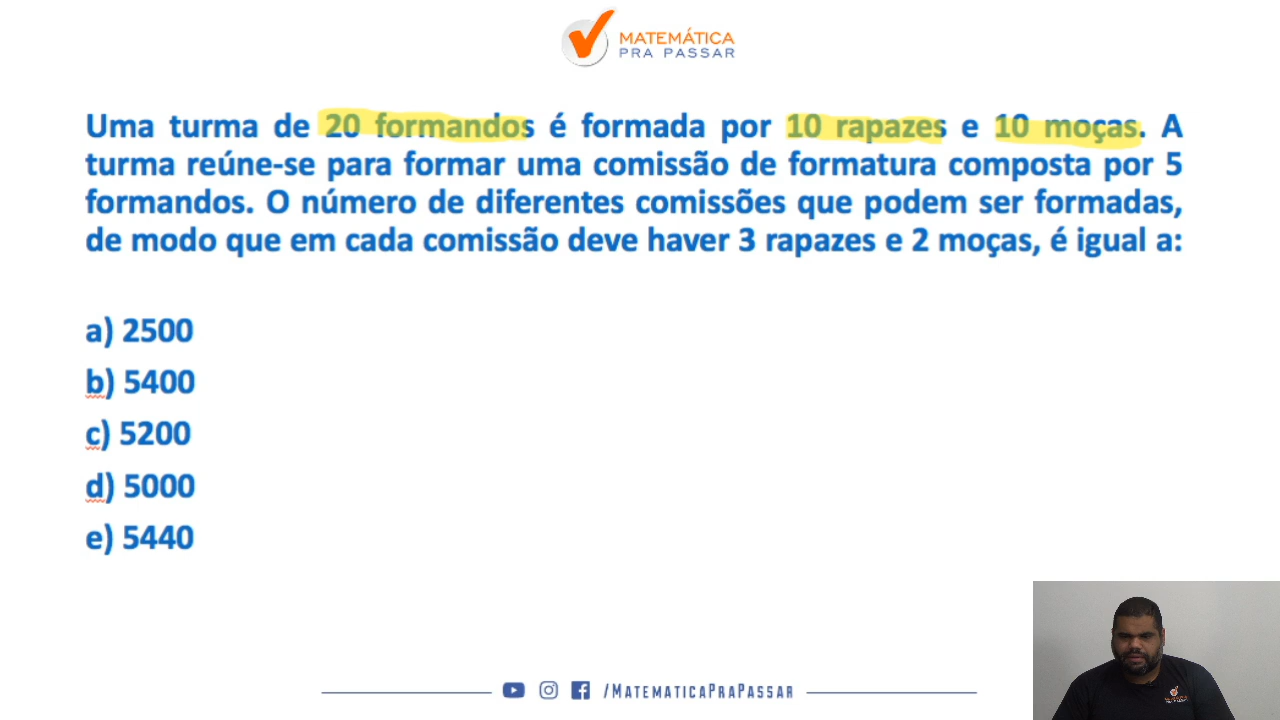 MATEMÁTICA
PRA PASSAR
Uma turma de 20 formandos é formada por 10 rapazes e 10 moças. A
turma reúne-se para formar uma comissão de formatura composta por 5
formandos. O número de diferentes comissões que podem ser formadas,
de modo que em cada comissão deve haver 3 rapazes e 2 moças, é igual a:
a) 2500
b) 5400
c) 5200
d) 5000
e) 5440
/MATEMATICAPRAPASSAR